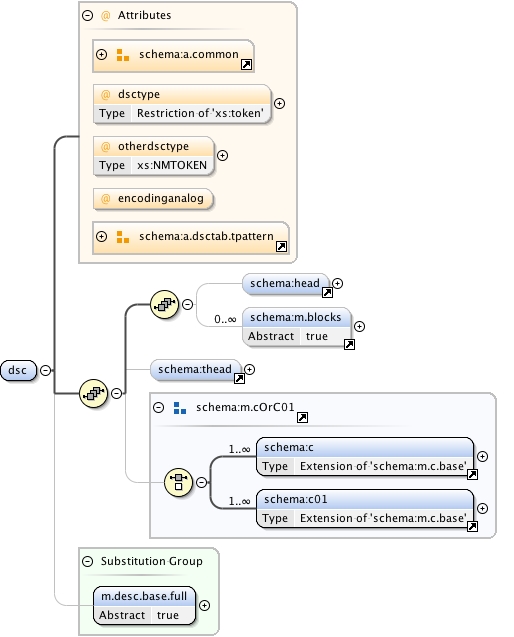 @ Attributes
schema:a.common
@ dsctype
Type Restriction of 'xs:token'
@ otherdsctype
Type xs:NMTOKEN
@ encodinganalog
schema:a.dsctab.tpattern
schema:head
0..∞ schema:m.blocks
Abstract true
dsc
schema:thead
schema:m.cOrC01
1..∞ schema:c
Type Extension of 'schema:m.c.base'
1..∞ schema:c01
Type Extension of 'schema:m.c.base'
Substitution Group
m.desc.base.full
Abstract true